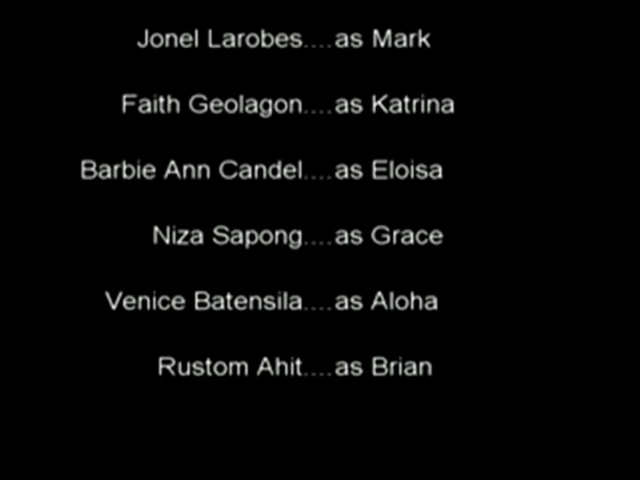 Jonel Larobes....as Mark
Faith Geolagon....as Katrina
Barbie Ann Candel....as Eloisa
Niza Sapong....as Grace
Venice Batensila....as Aloha
Rustom Ahit....as Brian